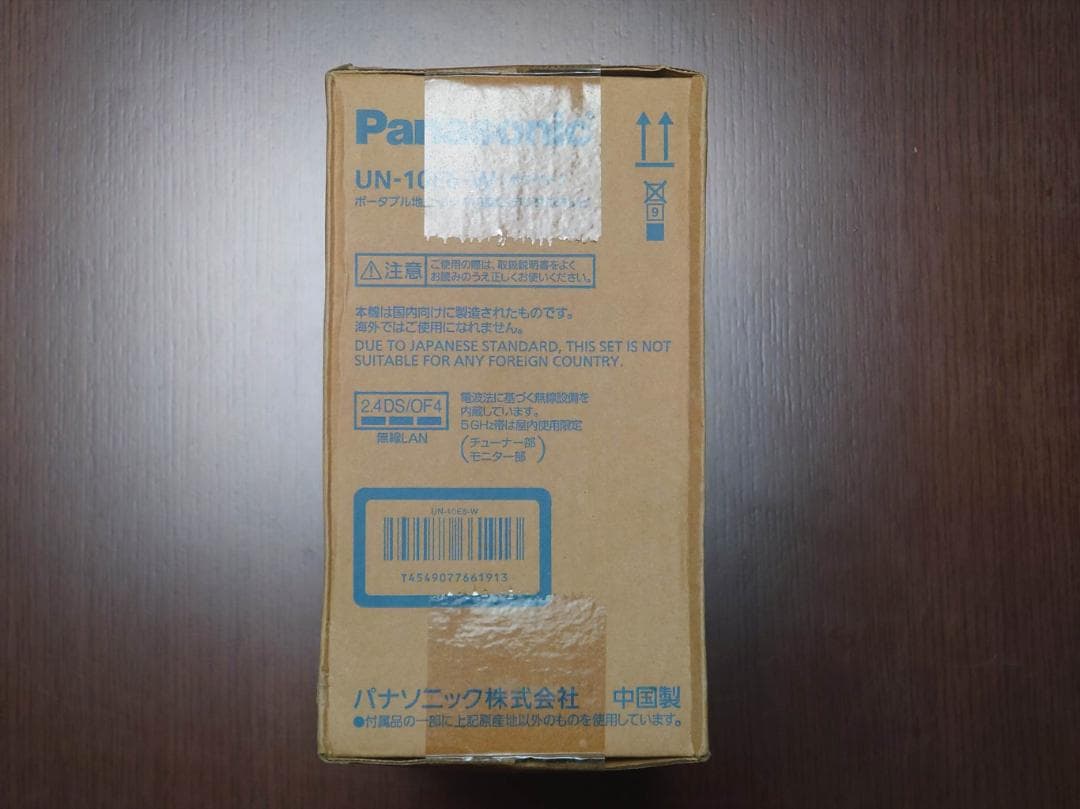 Panasonic
UN-10E6-W
ポータブル地上
⚠注意
ご使用の際は、取扱説明書をよく
お読みのうえ正しくお使いください。
9
本機は国内向けに製造されたものです。
海外ではご使用になれません。
DUE TO JAPANESE STANDARD, THIS SET IS NOT
SUITABLE FOR ANY FOREIGN COUNTRY.
2.4DS/OF4
無線LAN
電波法に基づく無線設備を
内蔵しています。
5GHz帯は屋内使用限定
(チューナー部
モニター部)
UN-10E6-W
T4549077661913
パナソニック株式会社 中国製
●付属品の一部に上記原産地以外のものを使用しています。